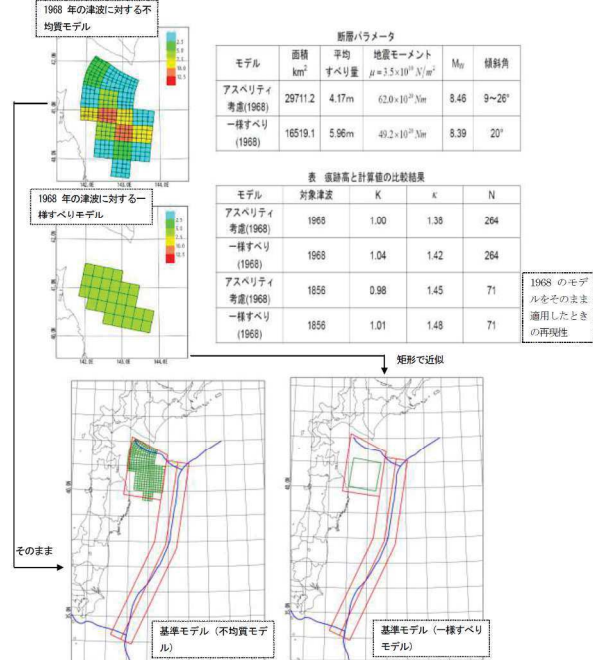 1968 年の津波に対する不
均質モデル
断層パラメータ
モデル 面積 km² 平均 すべり量 地震モーメント μ=3.5×10¹⁰ N/m² Mw 傾斜角
アスペリティ 考慮(1968) 29711.2 4.17m 62.0×10²⁰ Nm 8.46 9~26°
一様すべり (1968) 16519.1 5.96m 49.2×10²⁰ Nm 8.39 20°
142.0E 143.0E 144.0E
1968 年の津波に対する一
様すべりモデル
表 痕跡高と計算値の比較結果
モデル 対象津波 K κ N
アスペリティ 考慮(1968) 1968 1.00 1.38 264
一様すべり (1968) 1968 1.04 1.42 264
アスペリティ 考慮(1968) 1856 0.98 1.45 71
一様すべり (1968) 1856 1.01 1.48 71
1968 のモデ
ルをそのまま
適用したとき
の再現性
142.0E 143.0E 144.0E
矩形で近似
そのまま
基準モデル（不均質モデ
ル）
基準モデル（一様すべり
モデル）